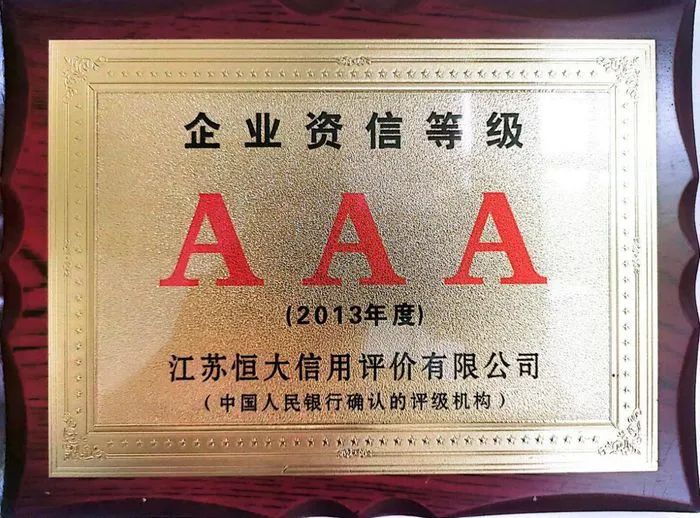 企业资信等级
AAA
(2013年度)
江苏恒大信用评价有限公司
(中国人民银行确认的评级机构)